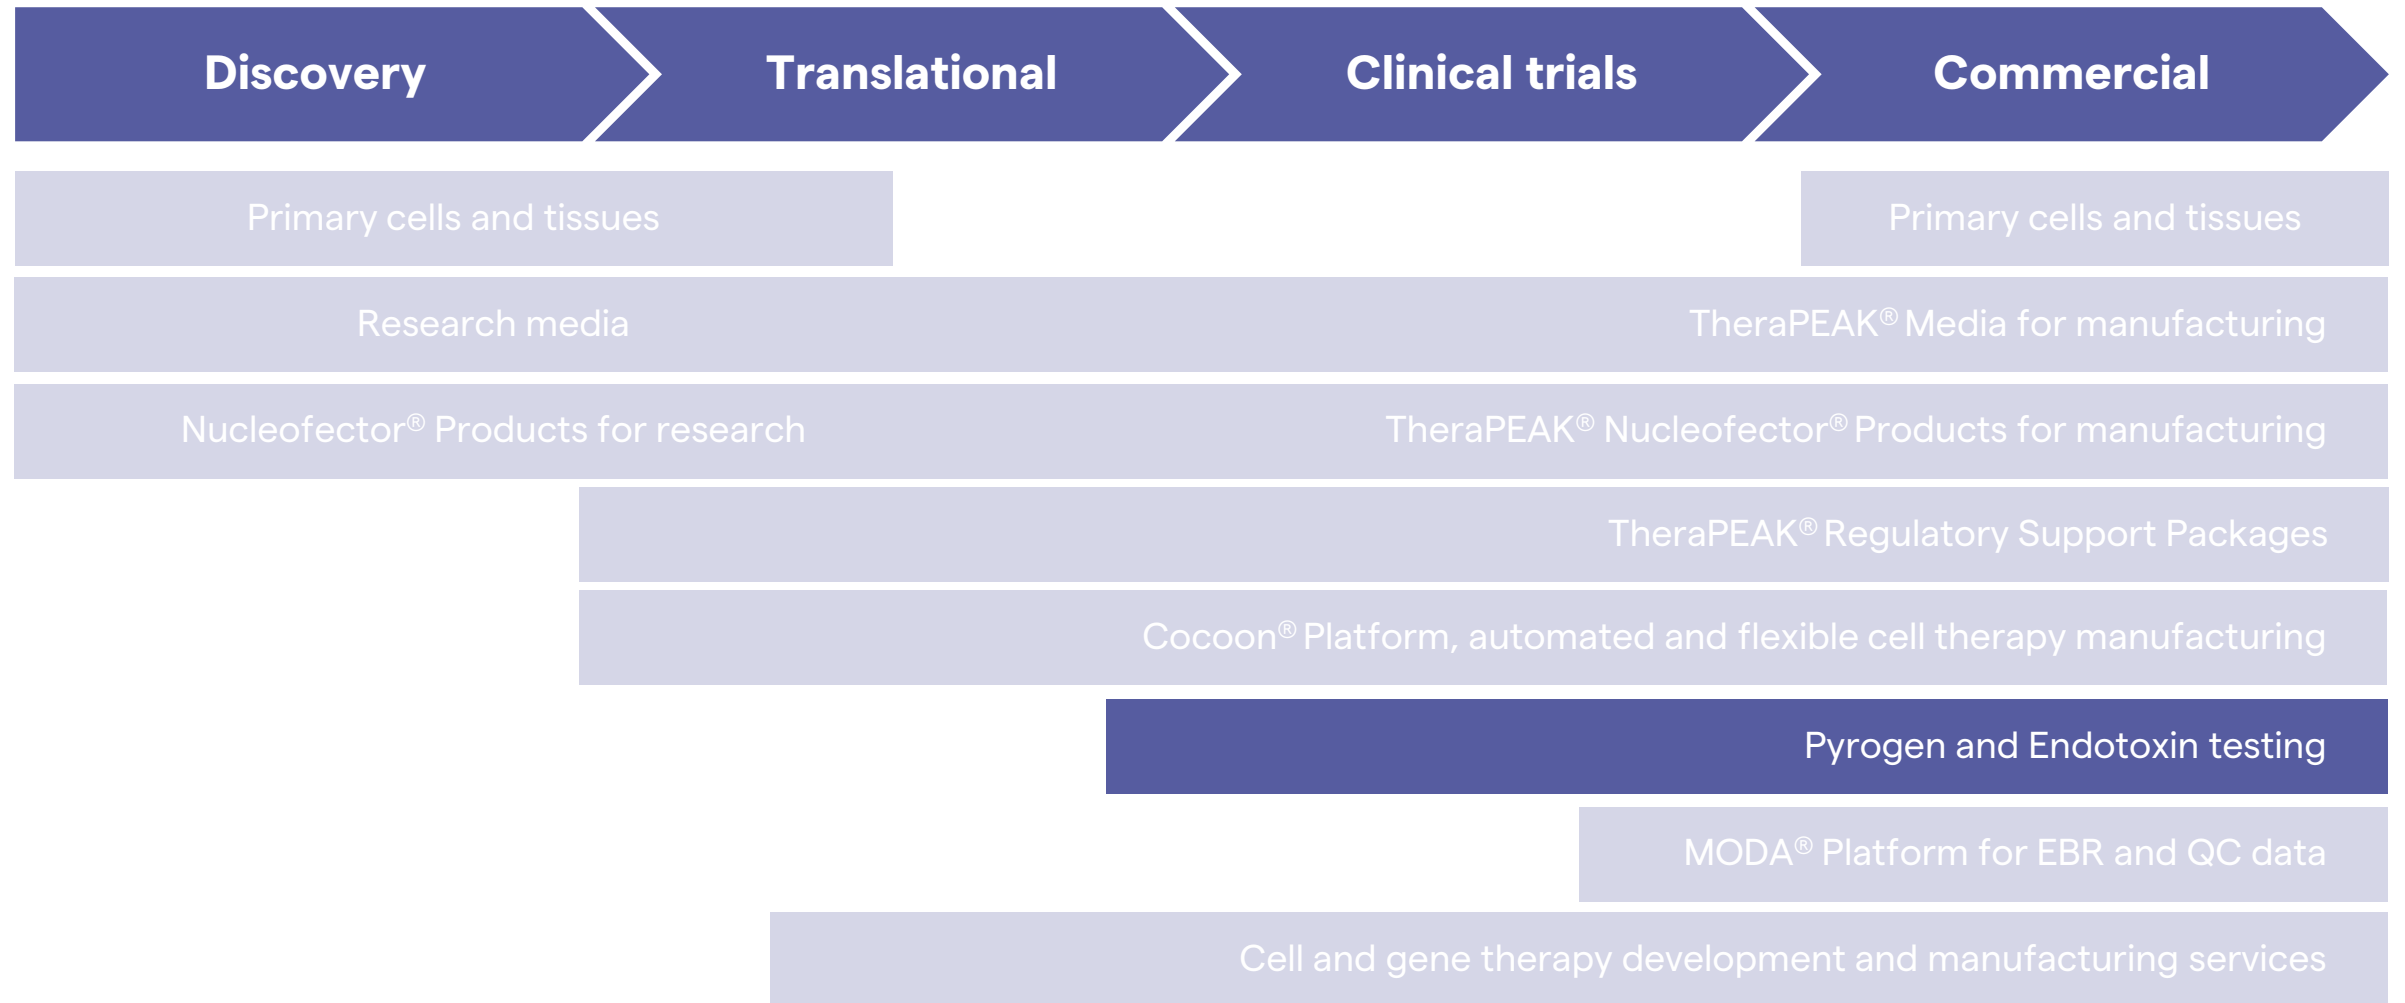 Discovery
Translational
Clinical trials
Commercial
Primary cells and tissues
Primary cells and tissues
Research media
TheraPEAK® Media for manufacturing
Nucleofector® Products for research
TheraPEAK® Nucleofector® Products for manufacturing
TheraPEAK® Regulatory Support Packages
Cocoon® Platform, automated and flexible cell therapy manufacturing
Pyrogen and Endotoxin testing
MODA® Platform for EBR and QC data
Cell and gene therapy development and manufacturing services